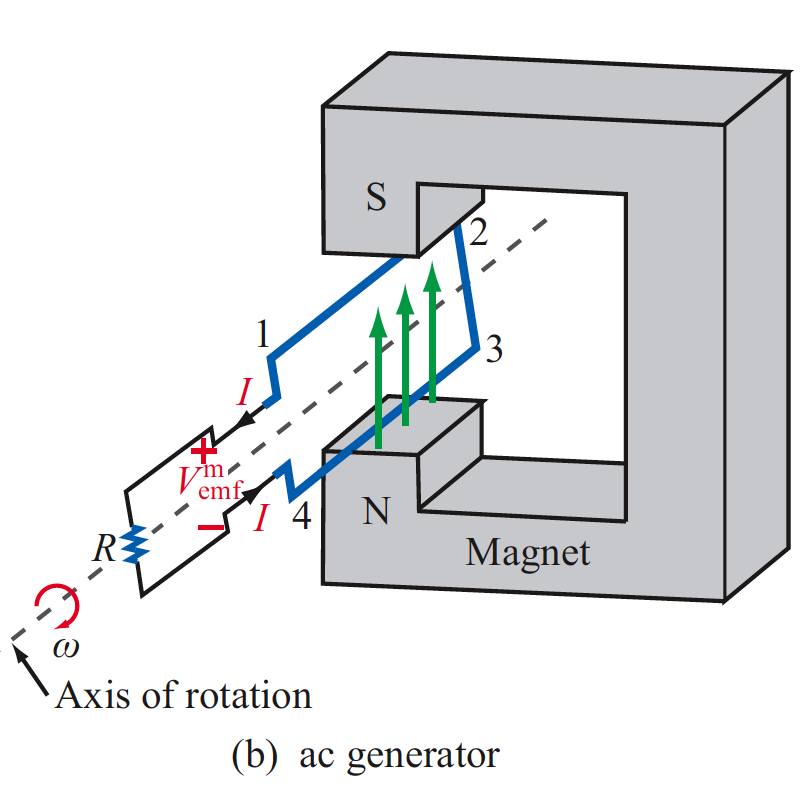 S
2
1
3
I
+
V^m_emf
−
I
4
N
R
Magnet
ω
Axis of rotation
(b) ac generator